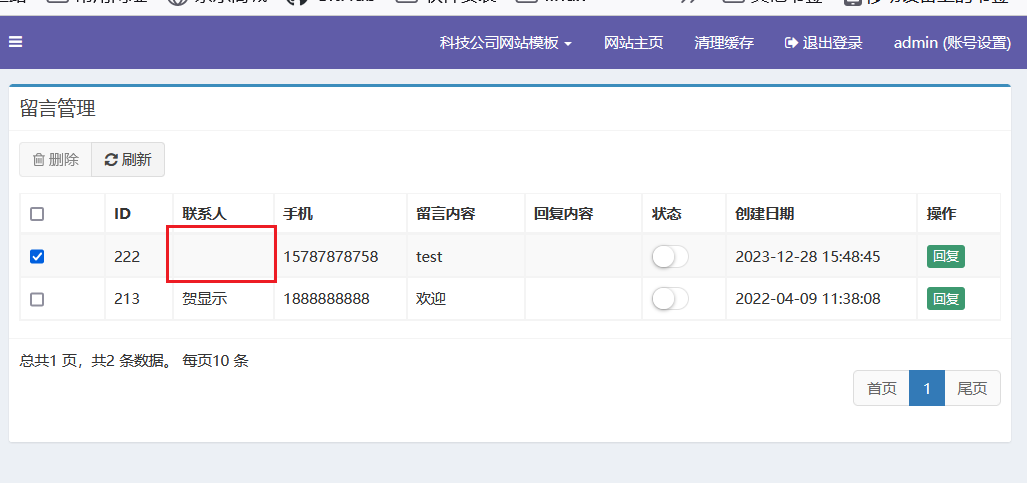 科技公司网站模板 网站主页 清理缓存 退出登录 admin (账号设置)
留言管理
删除 刷新
ID 联系人 手机 留言内容 回复内容 状态 创建日期 操作
222 15787878758 test 2023-12-28 15:48:45 回复
213 贺显示 1888888888 欢迎 2022-04-09 11:38:08 回复
总共1 页，共2 条数据。 每页10 条
首页 1 尾页